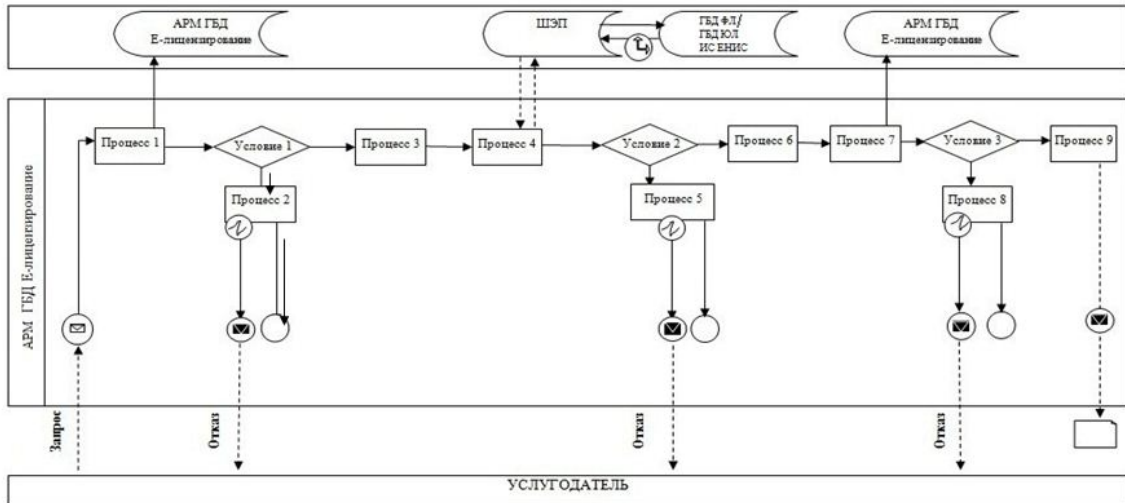 АРМ ГБД
Е-лицензирование
ШЭП
ГБД ФЛ/
ГБД ЮЛ
ИС ЕНИС
АРМ ГБД
Е-лицензирование
АРМ ГБД Е-лицензирование
Процесс 1
Условие 1
Процесс 3
Процесс 4
Условие 2
Процесс 6
Процесс 7
Условие 3
Процесс 9
Процесс 2
Процесс 5
Процесс 8
Запрос
Отказ
Отказ
Отказ
УСЛУГОДАТЕЛЬ